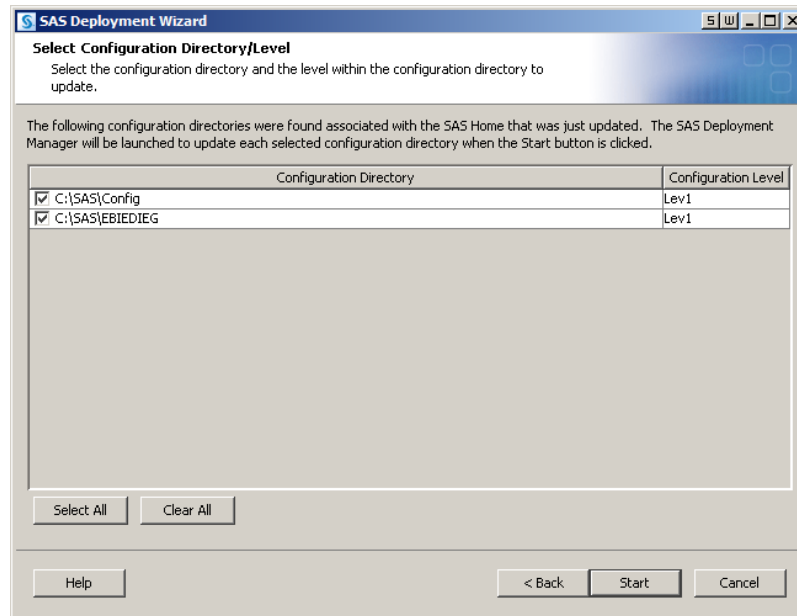 SAS Deployment Wizard
S W
Select Configuration Directory/Level
Select the configuration directory and the level within the configuration directory to
update.
The following configuration directories were found associated with the SAS Home that was just updated.  The SAS Deployment
Manager will be launched to update each selected configuration directory when the Start button is clicked.
Configuration Directory Configuration Level
C:\SAS\Config Lev1
C:\SAS\EBIEDIEG Lev1
Select All Clear All
Help < Back Start Cancel